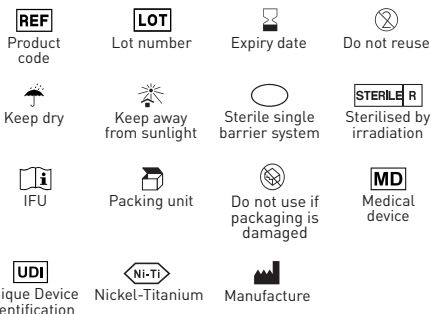 REF
LOT
Product
code
Lot number
Expiry date
Do not reuse
STERILE R
Keep dry
Keep away
from sunlight
Sterile single
barrier system
Sterilised by
irradiation
i
MD
IFU
Packing unit
Do not use if
packaging is
damaged
Medical
device
UDI
Ni-Ti
Device
Nickel-Titanium
Manufacture